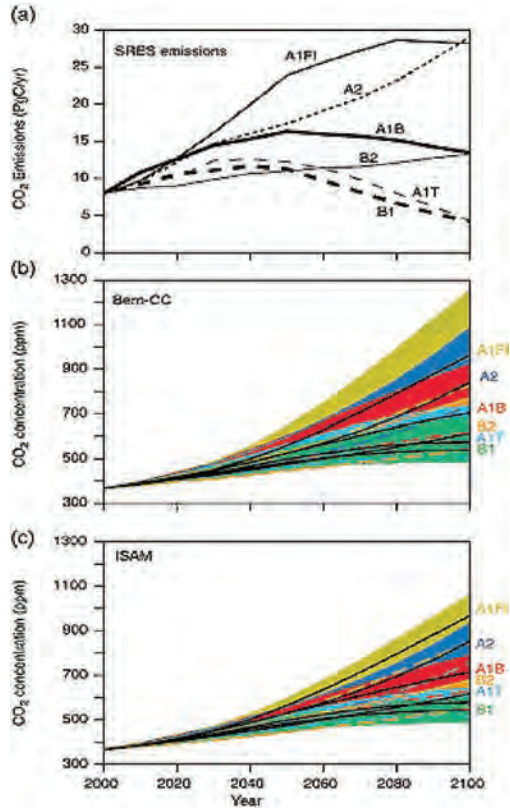 (a)
30
SRES emissions
A1FI
25
20
A2
15
A1B
B2
10
A1T
5
B1
0
CO2 Emissions (PgC/yr)
(b)
1300
Bern-CC
1100
900
700
500
300
CO2 concentration (ppm)
A1FI
A2
A1B
B2
A1T
B1
(c)
1300
ISAM
1100
900
700
500
300
CO2 concentration (ppm)
A1FI
A2
A1B
B2
A1T
B1
2000 2020 2040 2060 2080 2100
Year